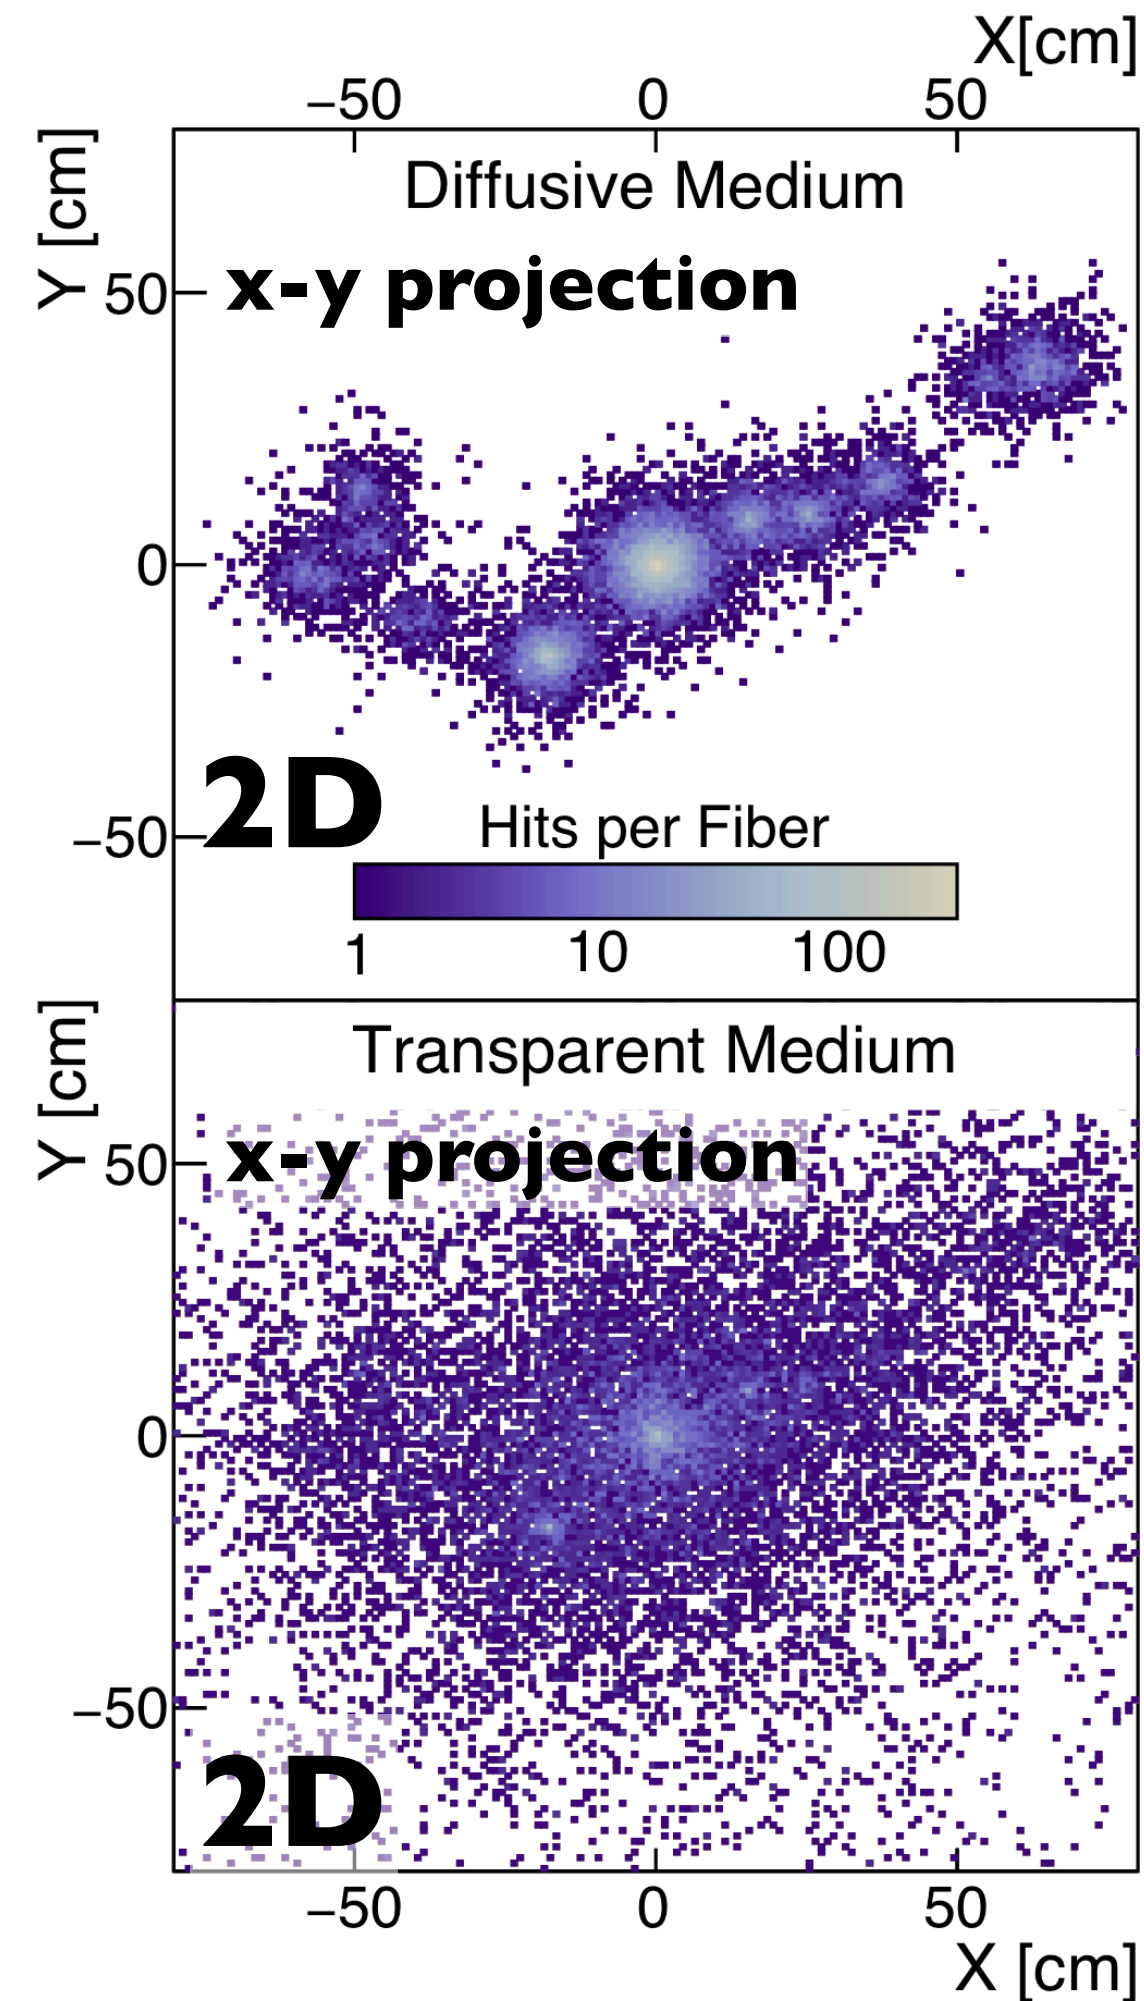 X[cm]
−50 0 50
Y [cm]
Diffusive Medium
x-y projection
50
0
2D
−50
Hits per Fiber
1 10 100
Y [cm]
Transparent Medium
x-y projection
50
0
−50
2D
−50 0 50
X [cm]